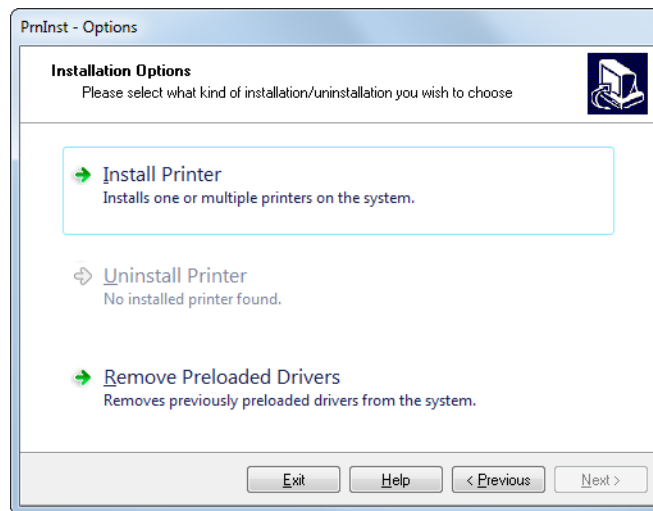 PrnInst - Options
Installation Options
Please select what kind of installation/uninstallation you wish to choose
Install Printer
Installs one or multiple printers on the system.
Uninstall Printer
No installed printer found.
Remove Preloaded Drivers
Removes previously preloaded drivers from the system.
Exit Help < Previous Next >